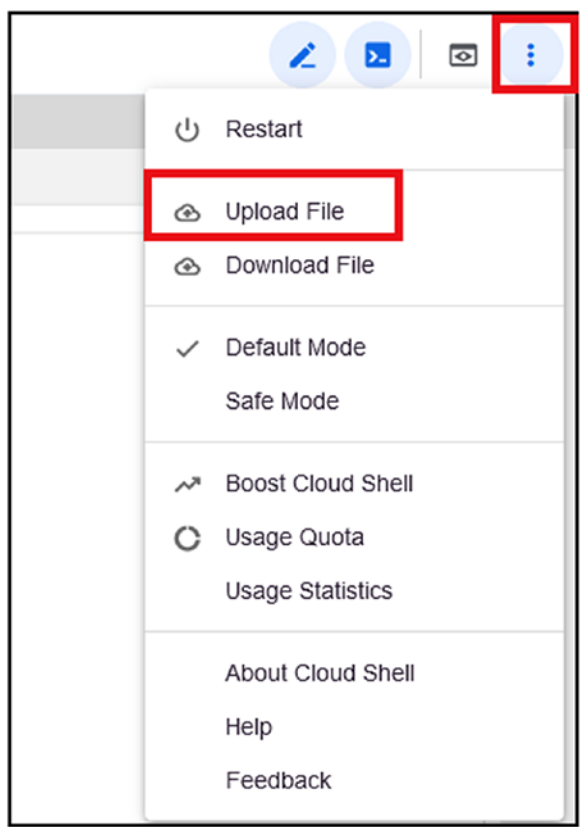 Restart
Upload File
Download File
Default Mode
Safe Mode
Boost Cloud Shell
Usage Quota
Usage Statistics
About Cloud Shell
Help
Feedback